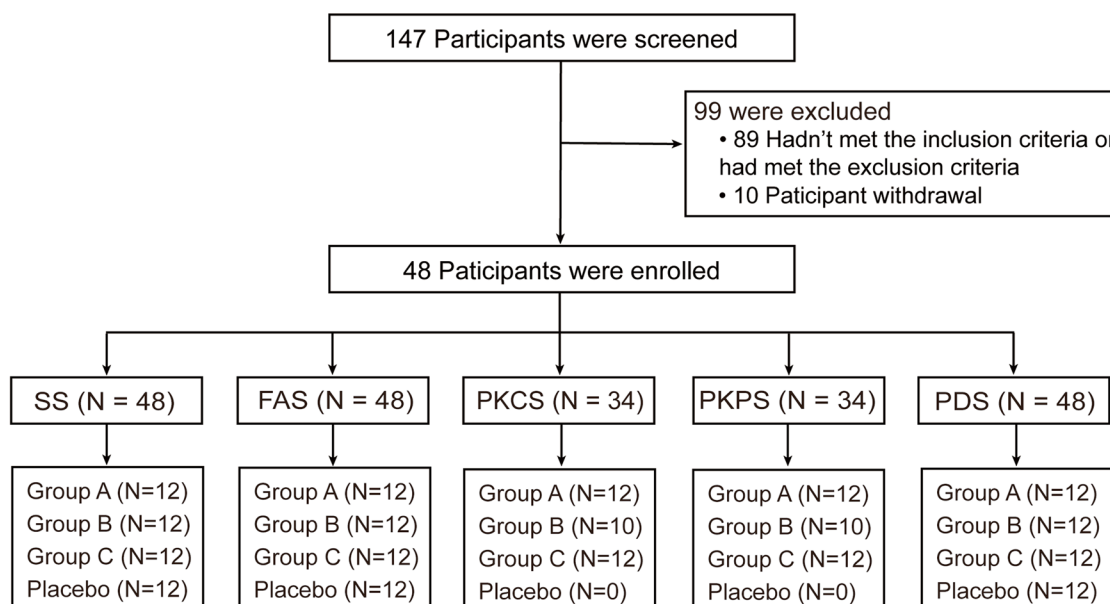 147 Participants were screened
99 were excluded
• 89 Hadn't met the inclusion criteria or
had met the exclusion criteria
• 10 Paticipant withdrawal
48 Paticipants were enrolled
SS (N = 48)
FAS (N = 48)
PKCS (N = 34)
PKPS (N = 34)
PDS (N = 48)
Group A (N=12)
Group B (N=12)
Group C (N=12)
Placebo (N=12)
Group A (N=12)
Group B (N=12)
Group C (N=12)
Placebo (N=12)
Group A (N=12)
Group B (N=10)
Group C (N=12)
Placebo (N=0)
Group A (N=12)
Group B (N=10)
Group C (N=12)
Placebo (N=0)
Group A (N=12)
Group B (N=12)
Group C (N=12)
Placebo (N=12)